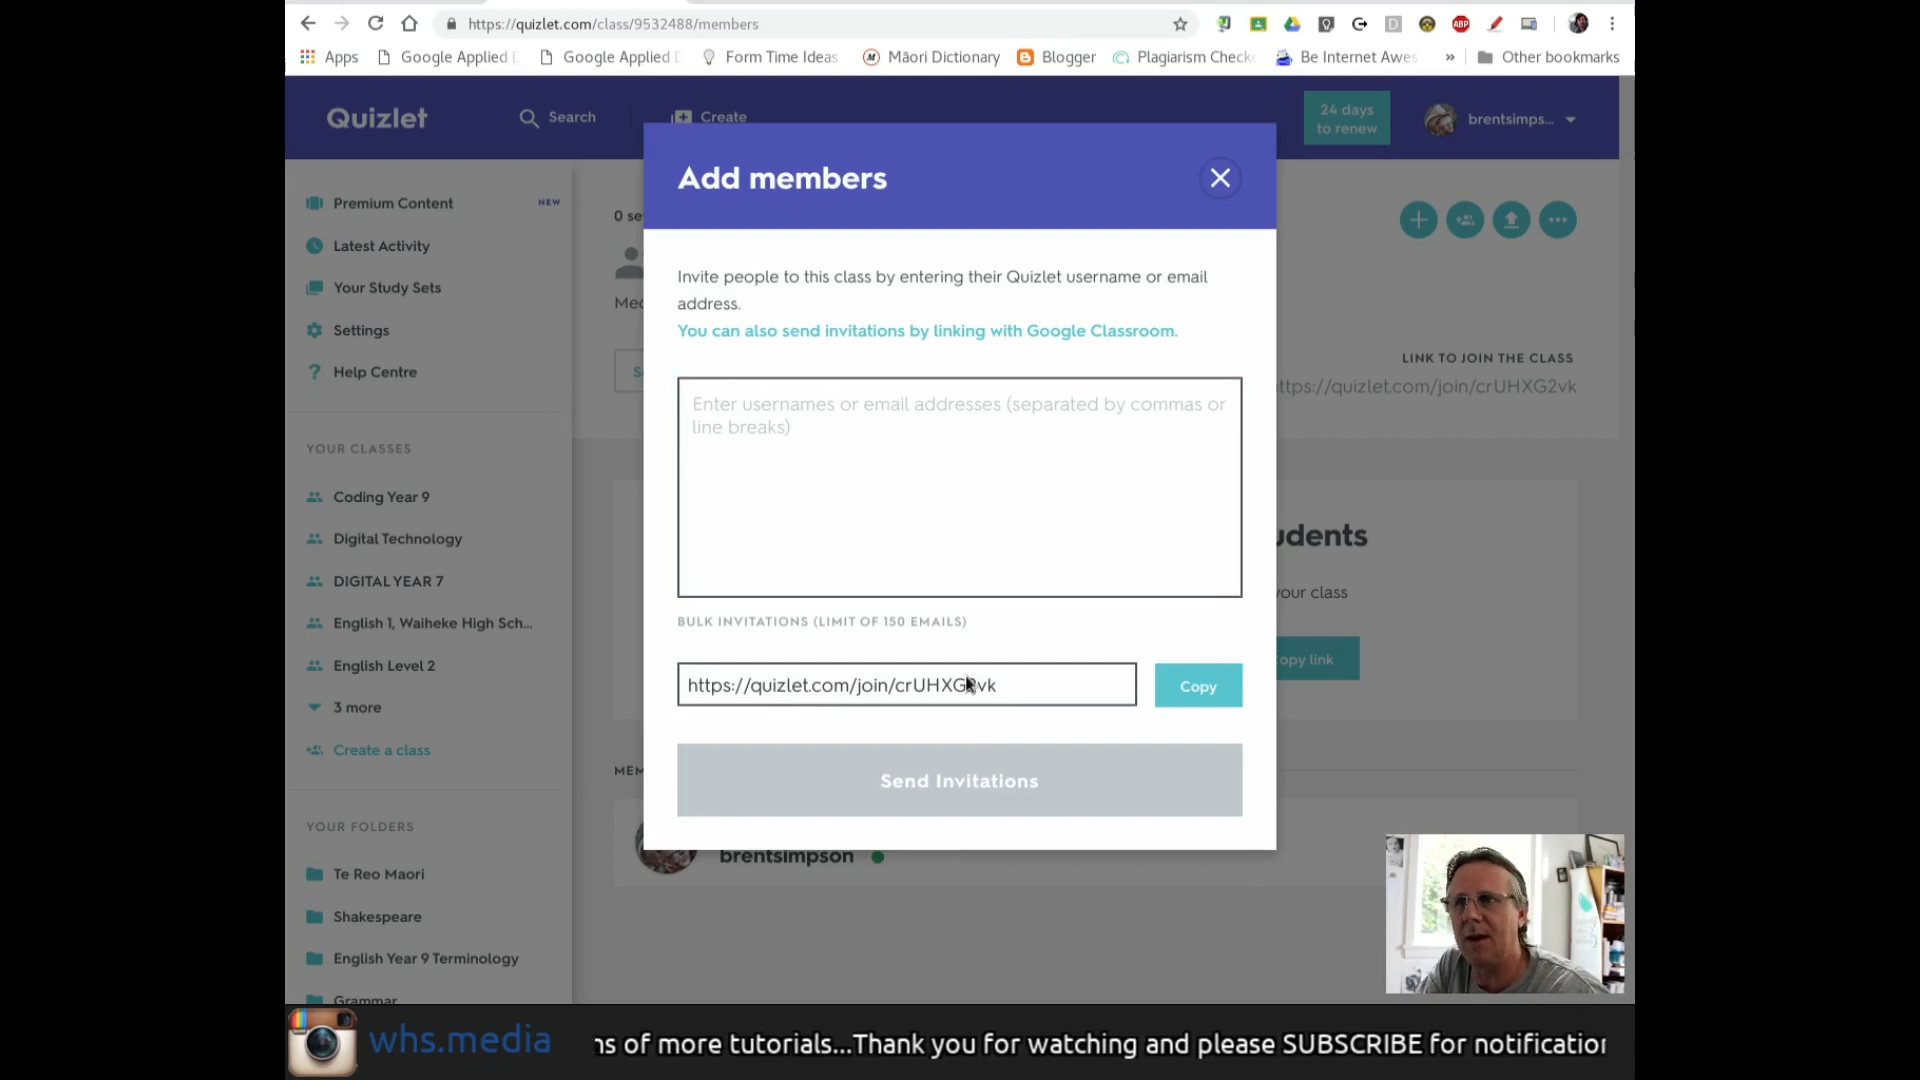 https://quizlet.com/class/9532488/members
Apps Google Applied Google Applied Form Time Ideas Māori Dictionary Blogger Plagiarism Checke Be Internet Awes » Other bookmarks
Quizlet Search Create 24 days to renew brentsimps...
Add members
Premium Content NEW
Latest Activity
Your Study Sets
Settings
Help Centre
0 se
Invite people to this class by entering their Quizlet username or email
address.
You can also send invitations by linking with Google Classroom.
LINK TO JOIN THE CLASS
ttps://quizlet.com/join/crUHXG2vk
Enter usernames or email addresses (separated by commas or
line breaks)
YOUR CLASSES
Coding Year 9
Digital Technology
DIGITAL YEAR 7
English 1, Waiheke High Sch...
English Level 2
3 more
Create a class
udents
your class
opy link
BULK INVITATIONS (LIMIT OF 150 EMAILS)
https://quizlet.com/join/crUHXG2vk Copy
Send Invitations
MEM
brentsimpson
YOUR FOLDERS
Te Reo Maori
Shakespeare
English Year 9 Terminology
Grammar
whs.media
ns of more tutorials...Thank you for watching and please SUBSCRIBE for notification